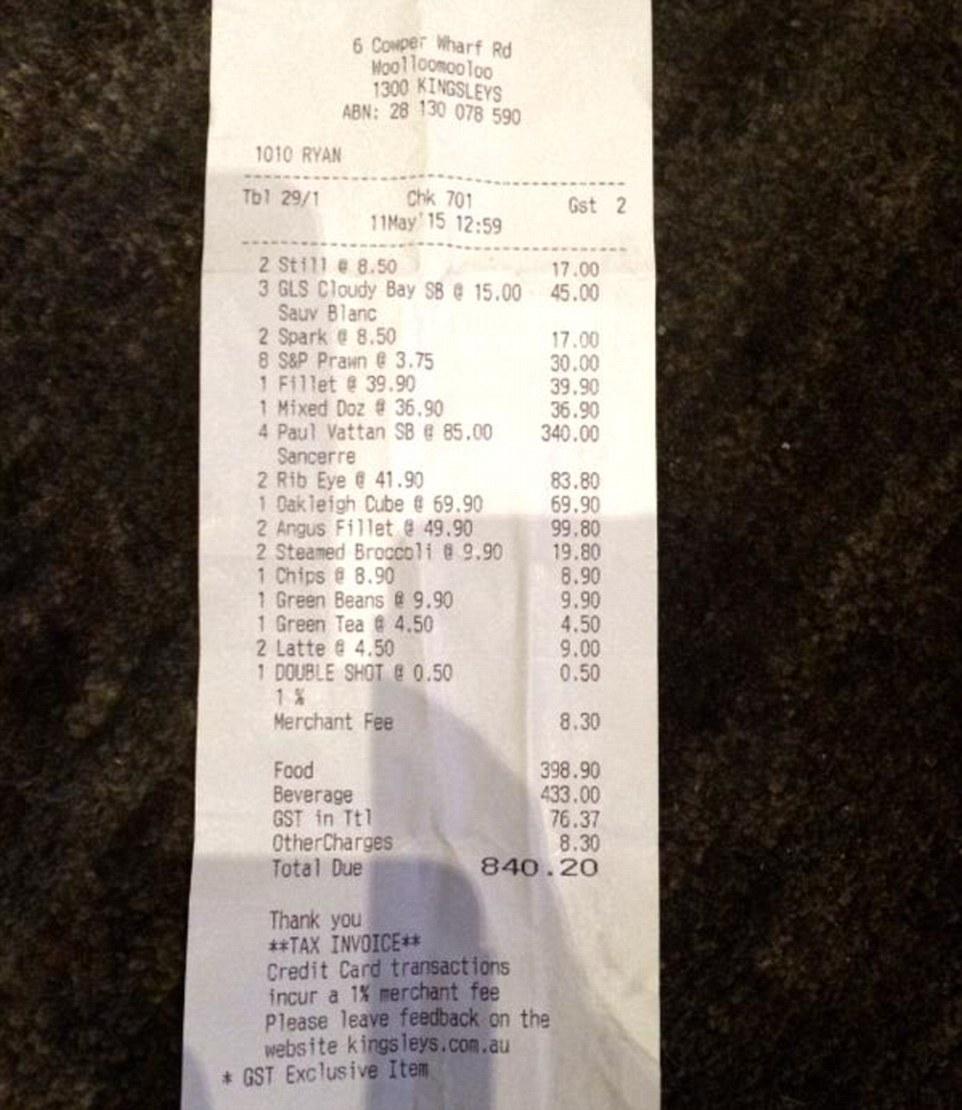 6 Cowper Wharf Rd
Woolloomooloo
1300 KINGSLEYS
ABN: 28 130 078 590
1010 RYAN
Tbl 29/1 Chk 701 Gst 2
11May'15 12:59
2 Still @ 8.50 17.00
3 GLS Cloudy Bay SB @ 15.00 45.00
Sauv Blanc
2 Spark @ 8.50 17.00
8 S&P Prawn @ 3.75 30.00
1 Fillet @ 39.90 39.90
1 Mixed Doz @ 36.90 36.90
4 Paul Vattan SB @ 85.00 340.00
Sancerre
2 Rib Eye @ 41.90 83.80
1 Oakleigh Cube @ 69.90 69.90
2 Angus Fillet @ 49.90 99.80
2 Steamed Broccoli @ 9.90 19.80
1 Chips @ 8.90 8.90
1 Green Beans @ 9.90 9.90
1 Green Tea @ 4.50 4.50
2 Latte @ 4.50 9.00
1 DOUBLE SHOT @ 0.50 0.50
1 %
Merchant Fee 8.30
Food 398.90
Beverage 433.00
GST in Ttl 76.37
OtherCharges 8.30
Total Due 840.20
Thank you
**TAX INVOICE**
Credit Card transactions
incur a 1% merchant fee
Please leave feedback on the
website kingsleys.com.au
* GST Exclusive Item